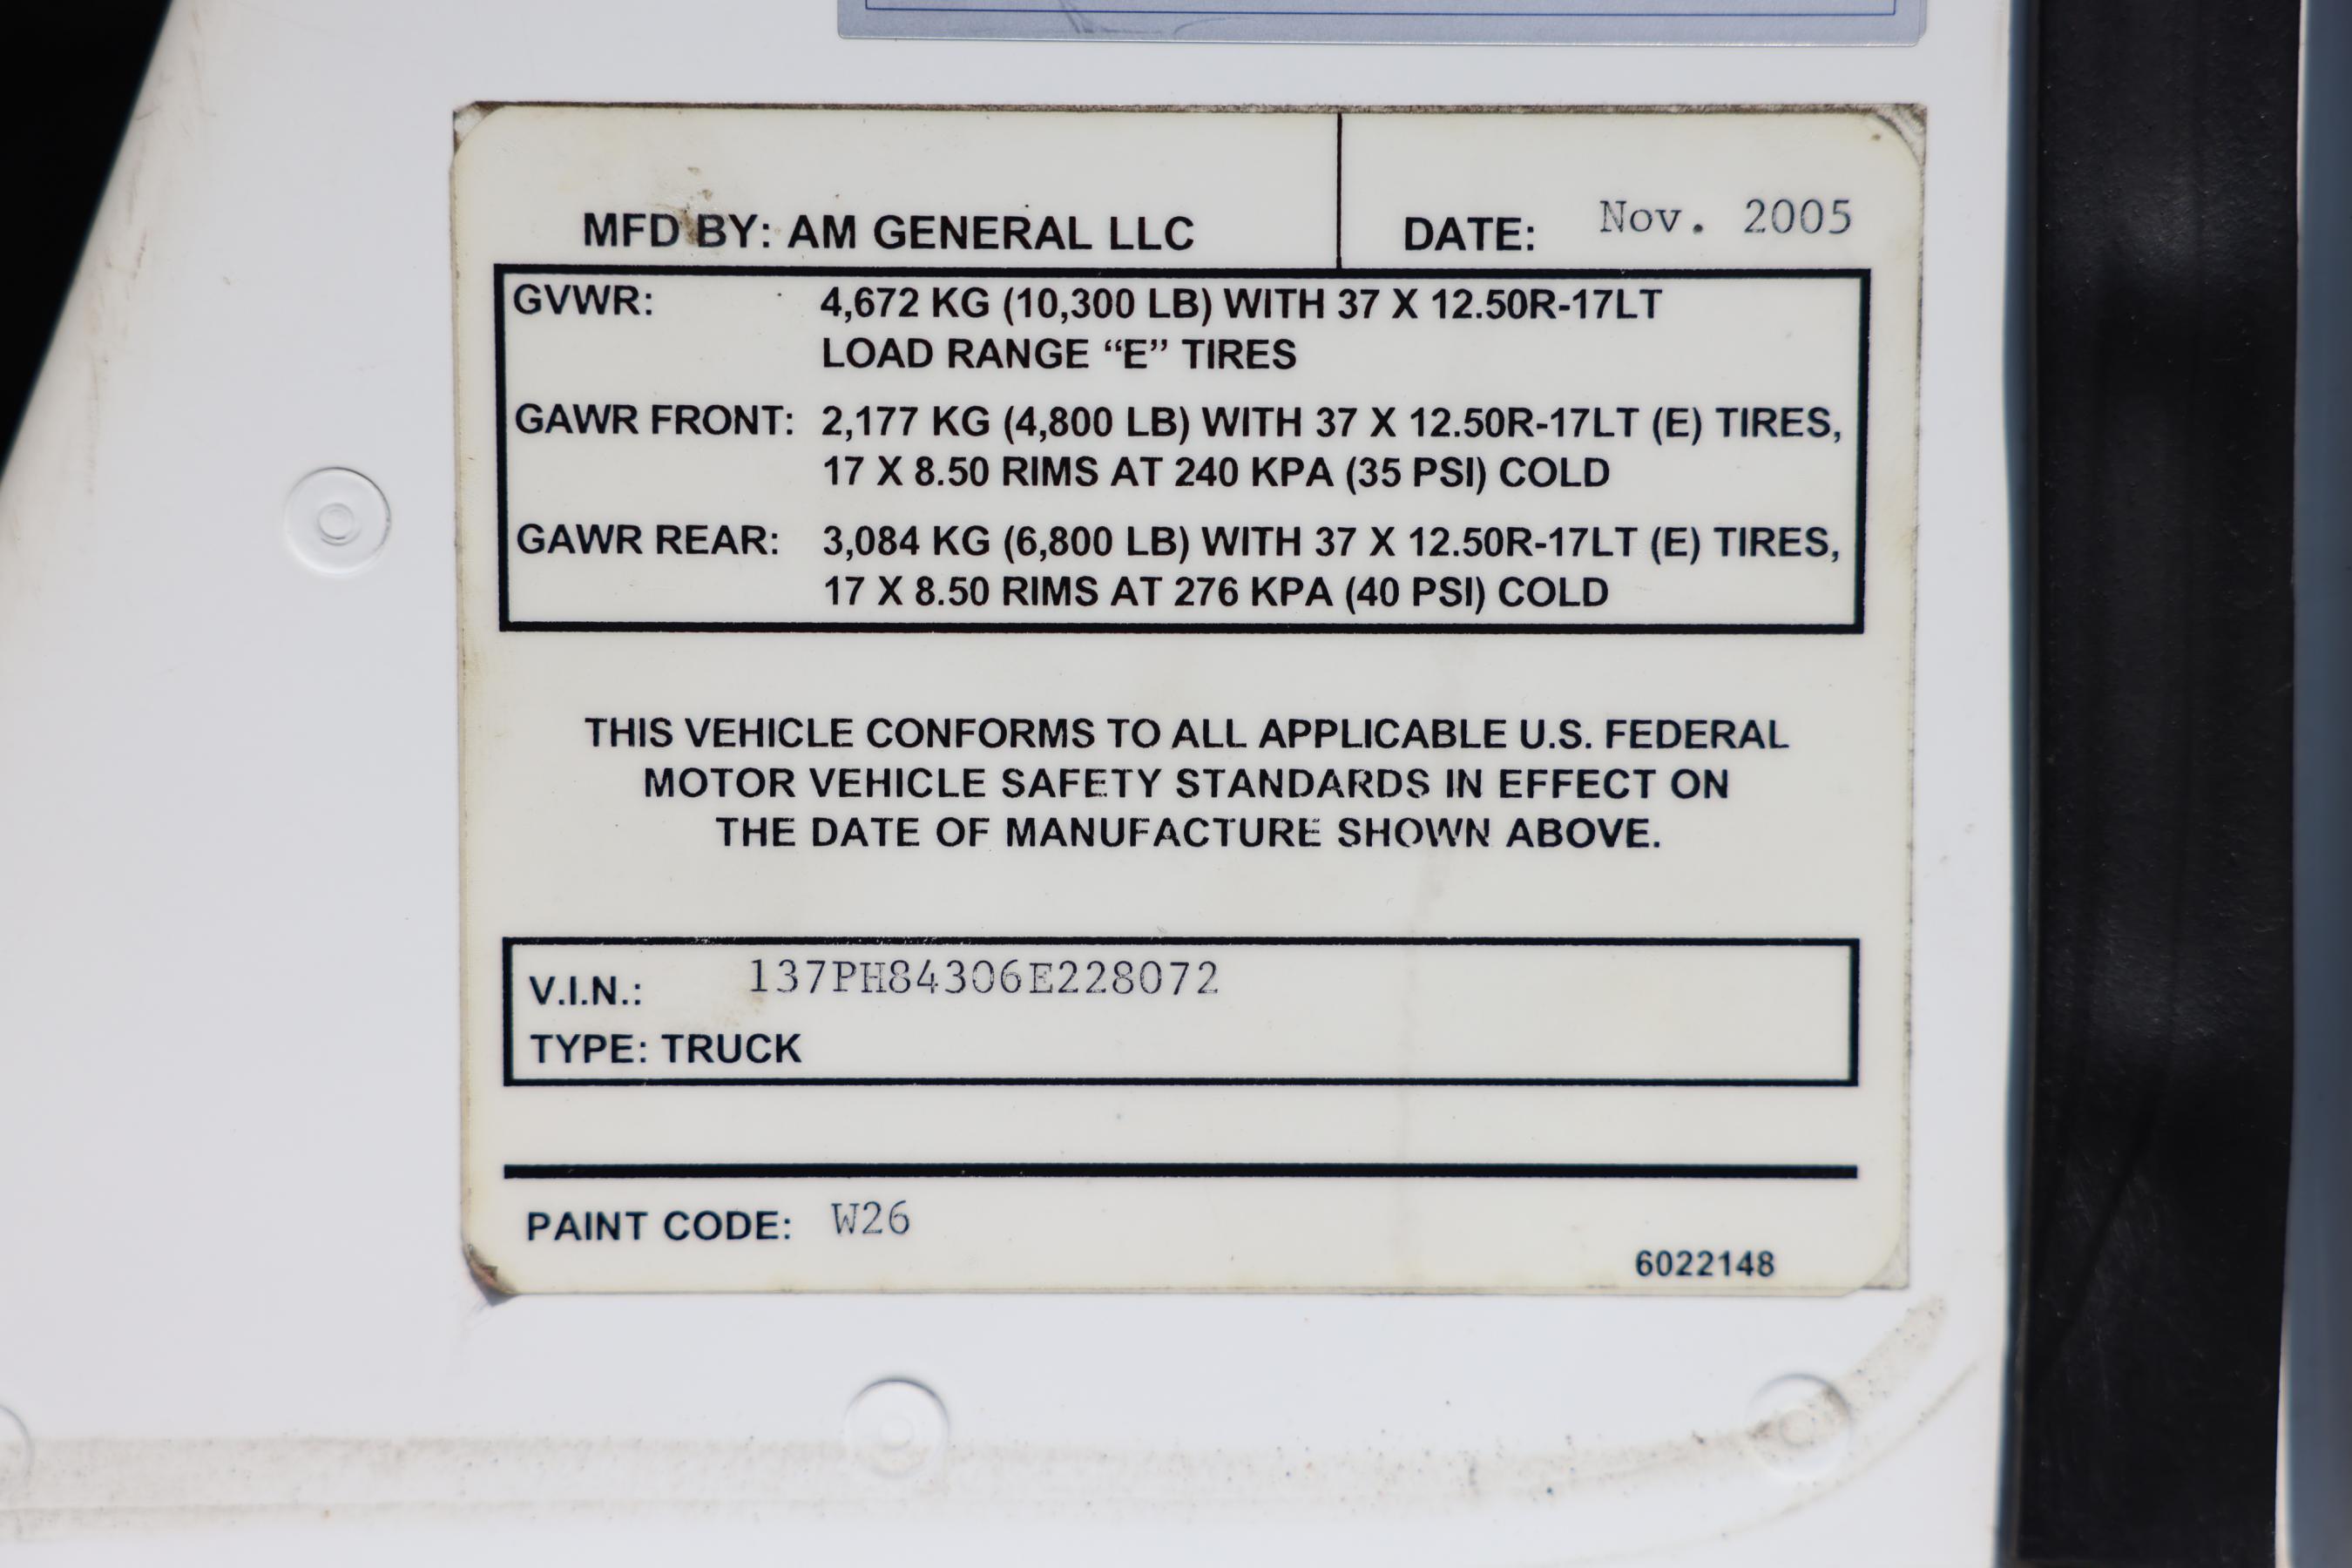 MFD BY: AM GENERAL LLC DATE: Nov. 2005
GVWR: 4,672 KG (10,300 LB) WITH 37 X 12.50R-17LT
LOAD RANGE “E” TIRES
GAWR FRONT: 2,177 KG (4,800 LB) WITH 37 X 12.50R-17LT (E) TIRES,
17 X 8.50 RIMS AT 240 KPA (35 PSI) COLD
GAWR REAR: 3,084 KG (6,800 LB) WITH 37 X 12.50R-17LT (E) TIRES,
17 X 8.50 RIMS AT 276 KPA (40 PSI) COLD
THIS VEHICLE CONFORMS TO ALL APPLICABLE U.S. FEDERAL
MOTOR VEHICLE SAFETY STANDARDS IN EFFECT ON
THE DATE OF MANUFACTURE SHOWN ABOVE.
V.I.N.: 137PH84306E228072
TYPE: TRUCK
PAINT CODE: W26
6022148